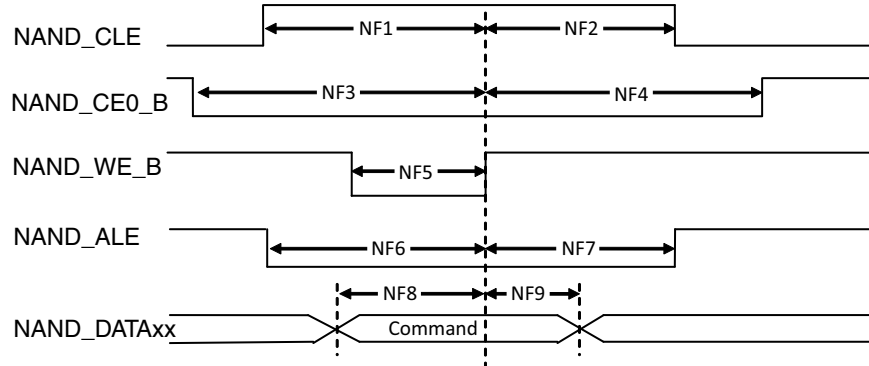 NAND_CLE
NF1
NF2
NAND_CE0_B
NF3
NF4
NAND_WE_B
NF5
NAND_ALE
NF6
NF7
NF8
NF9
NAND_DATAxx
Command